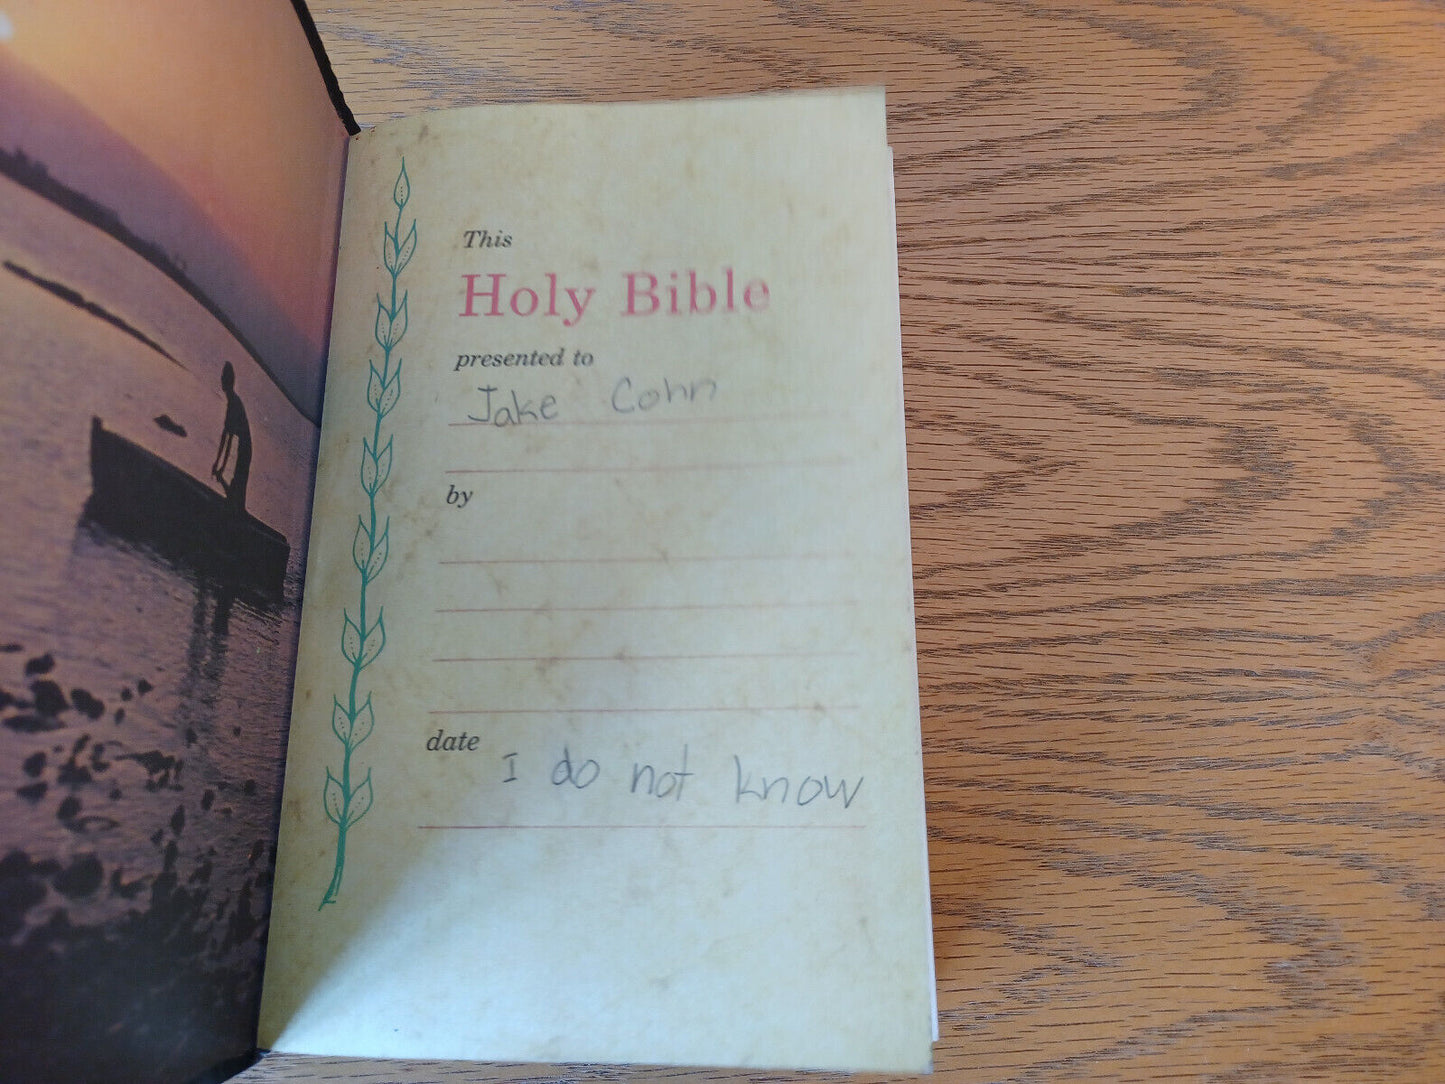 This
Holy Bible
presented to
Jake Cohn
by
date
I do not know